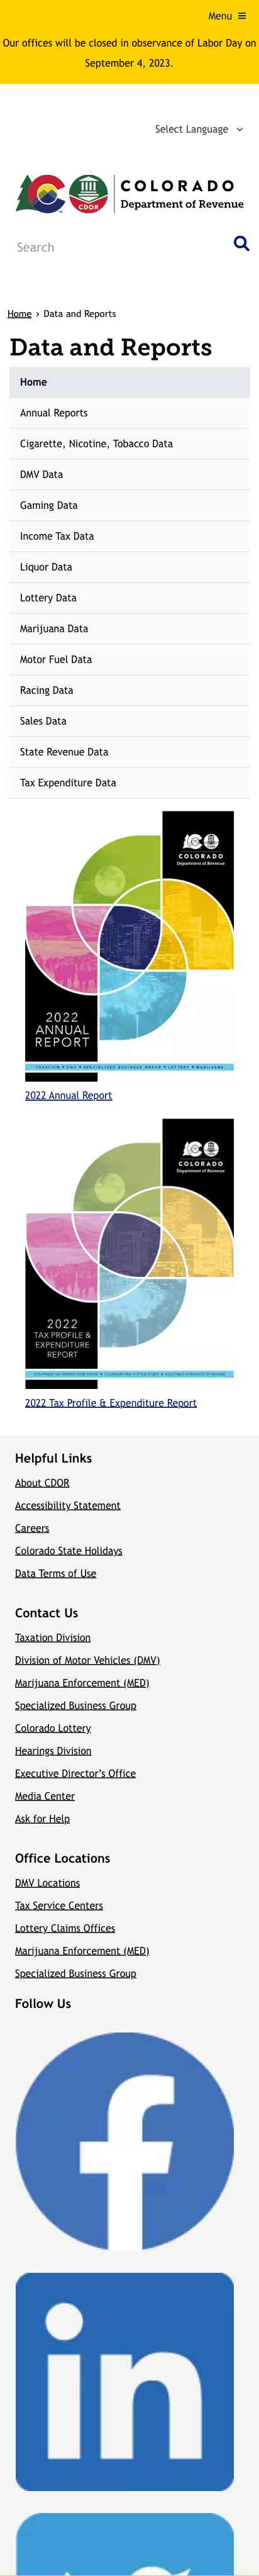 Menu
Our offices will be closed in observance of Labor Day on
September 4, 2023.
Select Language
CDOR
COLORADO
Department of Revenue
Search
Home › Data and Reports
Data and Reports
Home
Annual Reports
Cigarette, Nicotine, Tobacco Data
DMV Data
Gaming Data
Income Tax Data
Liquor Data
Lottery Data
Marijuana Data
Motor Fuel Data
Racing Data
Sales Data
State Revenue Data
Tax Expenditure Data
COLORADO
Department of Revenue
2022
ANNUAL
REPORT
TAXATION • DMV • SPECIALIZED BUSINESS GROUP • LOTTERY • MARIJUANA
2022 Annual Report
COLORADO
Department of Revenue
2022
TAX PROFILE &
EXPENDITURE
REPORT
2022 Tax Profile & Expenditure Report
Helpful Links
About CDOR
Accessibility Statement
Careers
Colorado State Holidays
Data Terms of Use
Contact Us
Taxation Division
Division of Motor Vehicles (DMV)
Marijuana Enforcement (MED)
Specialized Business Group
Colorado Lottery
Hearings Division
Executive Director's Office
Media Center
Ask for Help
Office Locations
DMV Locations
Tax Service Centers
Lottery Claims Offices
Marijuana Enforcement (MED)
Specialized Business Group
Follow Us
f
in